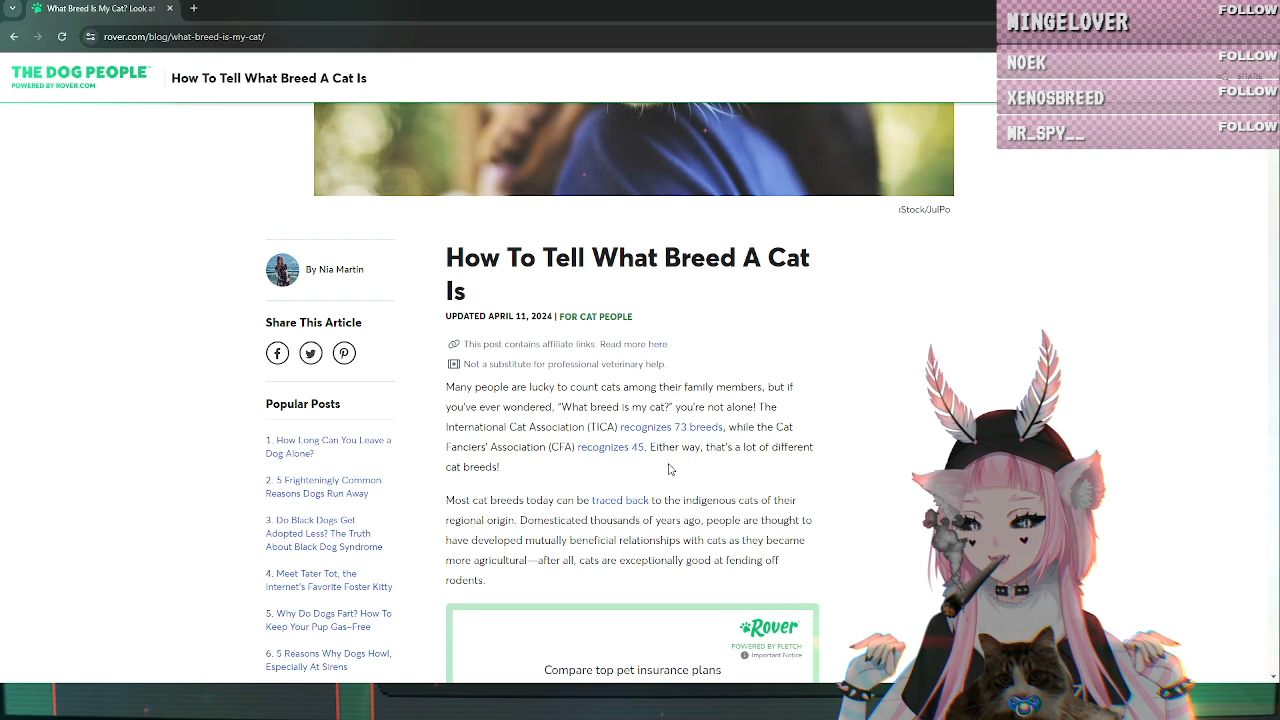 What Breed Is My Cat? Look at
rover.com/blog/what-breed-is-my-cat/
MINGELOVER FOLLOW
NOEK FOLLOW
XENOSBREED FOLLOW
MR_SPY__ FOLLOW
SHARE
THE DOG PEOPLE™
POWERED BY ROVER.COM
How To Tell What Breed A Cat Is
iStock/JulPo
By Nia Martin
Share This Article
Popular Posts
1. How Long Can You Leave a
Dog Alone?
2. 5 Frighteningly Common
Reasons Dogs Run Away
3. Do Black Dogs Get
Adopted Less? The Truth
About Black Dog Syndrome
4. Meet Tater Tot, the
Internet's Favorite Foster Kitty
5. Why Do Dogs Fart? How To
Keep Your Pup Gas–Free
6. 5 Reasons Why Dogs Howl,
Especially At Sirens
How To Tell What Breed A Cat
Is
UPDATED APRIL 11, 2024 | FOR CAT PEOPLE
This post contains affiliate links. Read more here.
Not a substitute for professional veterinary help.
Many people are lucky to count cats among their family members, but if
you've ever wondered, “What breed is my cat?” you're not alone! The
International Cat Association (TICA) recognizes 73 breeds, while the Cat
Fanciers' Association (CFA) recognizes 45. Either way, that's a lot of different
cat breeds!
Most cat breeds today can be traced back to the indigenous cats of their
regional origin. Domesticated thousands of years ago, people are thought to
have developed mutually beneficial relationships with cats as they became
more agricultural—after all, cats are exceptionally good at fending off
rodents.
Rover
POWERED BY FLETCH
Important Notice
Compare top pet insurance plans